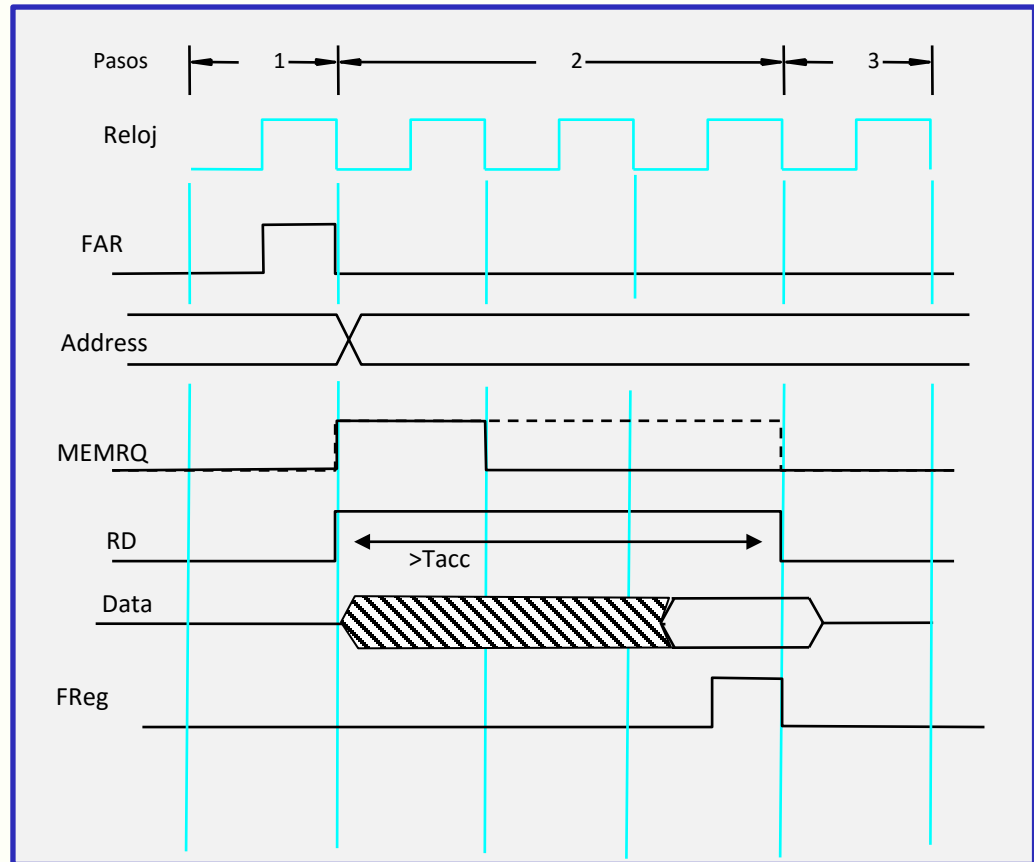 Pasos 1 2 3
Reloj
FAR
Address
MEMRQ
RD
>Tacc
Data
FReg